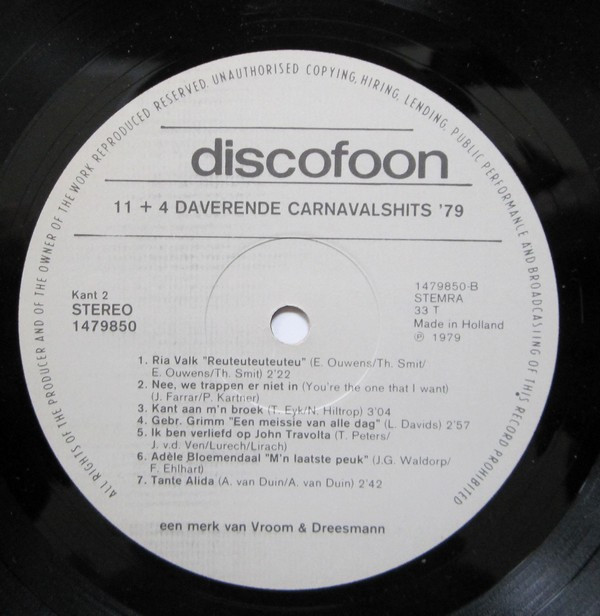 ALL RIGHTS OF THE PRODUCER AND OF THE OWNER OF THE WORK REPRODUCED RESERVED. UNAUTHORISED COPYING, HIRING, LENDING, PUBLIC PERFORMANCE AND BROADCASTING OF THIS RECORD PROHIBITED
discofoon
11 + 4 DAVERENDE CARNAVALSHITS '79
Kant 2
STEREO
1479850
1479850-B
STEMRA
33 T
Made in Holland
℗ 1979
1. Ria Valk "Reuteuteuteuteu" (E. Ouwens/Th. Smit/
E. Ouwens/Th. Smit) 2'22
2. Nee, we trappen er niet in (You're the one that I want)
(J. Farrar/P. Kartner)
3. Kant aan m'n broek (T. Eyk/N. Hiltrop) 3'04
4. Gebr. Grimm "Een meissie van alle dag" (L. Davids) 2'57
5. Ik ben verliefd op John Travolta (T. Peters/
J. v.d. Ven/Lurech/Lirach)
6. Adèle Bloemendaal "M'n laatste peuk" (J.G. Waldorp/
F. Ehlhart)
7. Tante Alida (A. van Duin/A. van Duin) 2'42
een merk van Vroom & Dreesmann